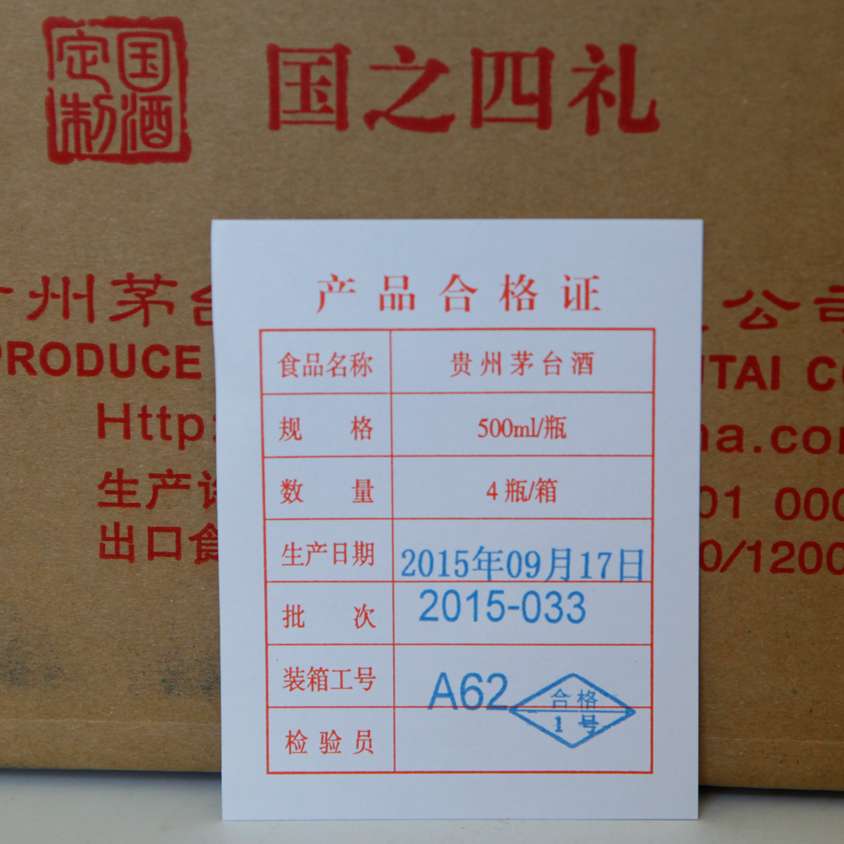 国酒
定制
国之四礼
州茅台
公司
PRODUCE
TAI CO
Http:
na.com
生产
01 000
出口食
0/1200
产品合格证
食品名称 贵州茅台酒
规格 500ml/瓶
数量 4瓶/箱
生产日期 2015年09月17日
批次 2015-033
装箱工号 A62
检验员
合格
1号